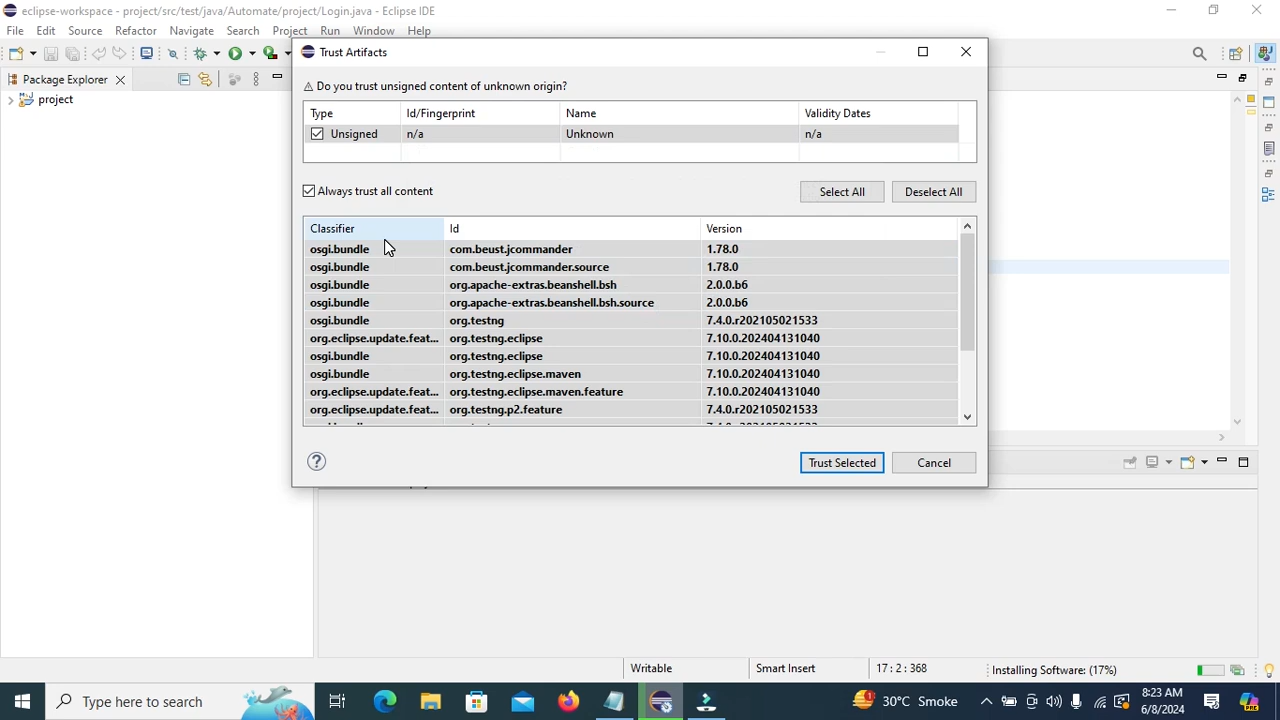 eclipse-workspace - project/src/test/java/Automate/project/Login.java - Eclipse IDE
File Edit Source Refactor Navigate Search Project Run Window Help
Package Explorer
project
Trust Artifacts
Do you trust unsigned content of unknown origin?
Type Id/Fingerprint Name Validity Dates
Unsigned n/a Unknown n/a
Always trust all content Select All Deselect All
Classifier Id Version
osgi.bundle com.beust.jcommander 1.78.0
osgi.bundle com.beust.jcommander.source 1.78.0
osgi.bundle org.apache-extras.beanshell.bsh 2.0.0.b6
osgi.bundle org.apache-extras.beanshell.bsh.source 2.0.0.b6
osgi.bundle org.testng 7.4.0.r202105021533
org.eclipse.update.feat... org.testng.eclipse 7.10.0.202404131040
osgi.bundle org.testng.eclipse 7.10.0.202404131040
osgi.bundle org.testng.eclipse.maven 7.10.0.202404131040
org.eclipse.update.feat... org.testng.eclipse.maven.feature 7.10.0.202404131040
org.eclipse.update.feat... org.testng.p2.feature 7.4.0.r202105021533
Trust Selected Cancel
Writable Smart Insert 17 : 2 : 368 Installing Software: (17%)
Type here to search
30°C Smoke
8:23 AM
6/8/2024